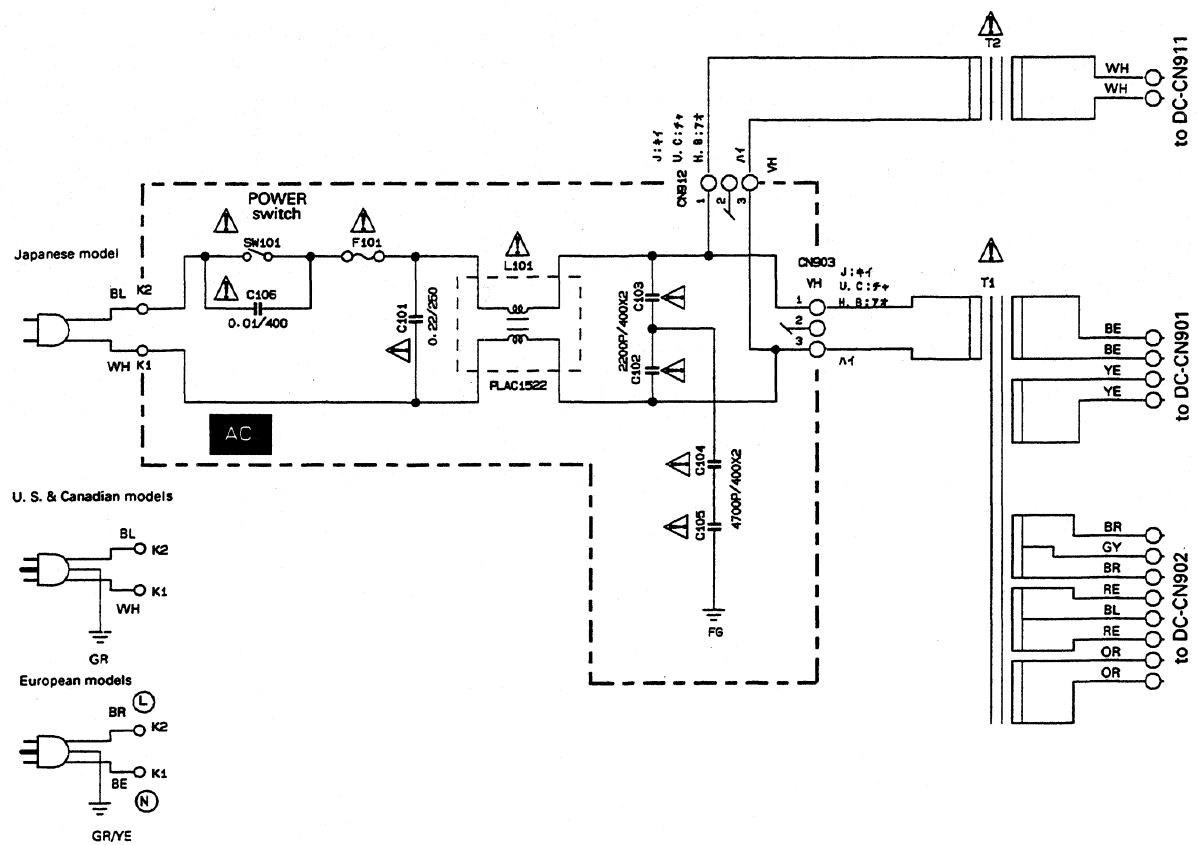 T2
WH
WH
to DC-CN911
J:キイ
U. C:チャ
H. B:アオ
ハイ
VH
CN912
1
2
3
POWER
switch
SW101
F101
L101
Japanese model
BL
K2
C106
0.01/400
C101
0.22/250
C103
2200P/400X2
C102
PLAC1522
WH
K1
AC
CN903
VH
J:キイ
U. C:チャ
H. B:アオ
1
2
3
ハイ
T1
BE
BE
YE
YE
to DC-CN901
C104
4700P/400X2
C105
FG
U. S. & Canadian models
BL
K2
K1
WH
GR
BR
GY
BR
RE
BL
RE
OR
OR
to DC-CN902
European models
L
BR
K2
K1
BE
N
GR/YE